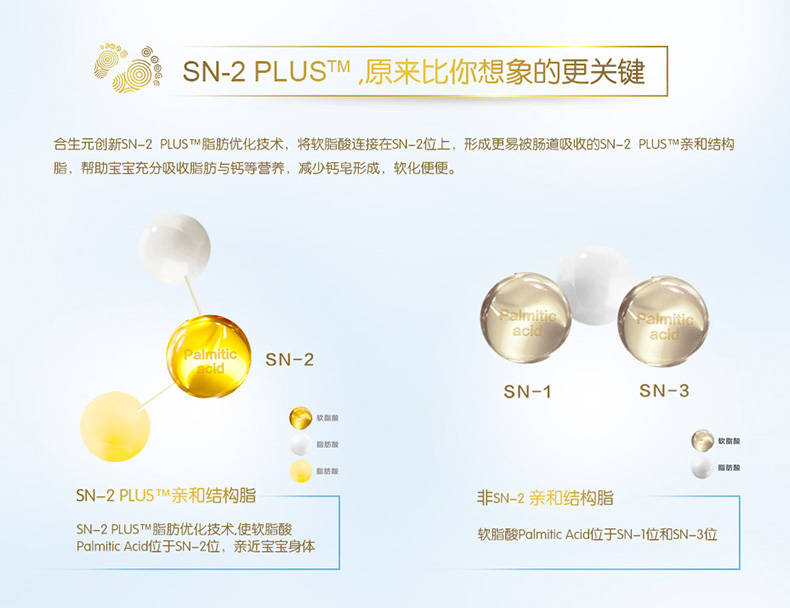 SN-2 PLUS™,原来比你想象的更关键
合生元创新SN-2 PLUS™脂肪优化技术，将软脂酸连接在SN-2位上，形成更易被肠道吸收的SN-2 PLUS™亲和结构
脂，帮助宝宝充分吸收脂肪与钙等营养，减少钙皂形成，软化便便。
Palmitic
acid
SN-2
软脂酸
脂肪酸
脂肪酸
SN-2 PLUS™亲和结构脂
SN-2 PLUS™脂肪优化技术,使软脂酸
Palmitic Acid位于SN-2位，亲近宝宝身体
Palmitic
acid
Palmitic
acid
SN-1
SN-3
软脂酸
脂肪酸
非SN-2 亲和结构脂
软脂酸Palmitic Acid位于SN-1位和SN-3位